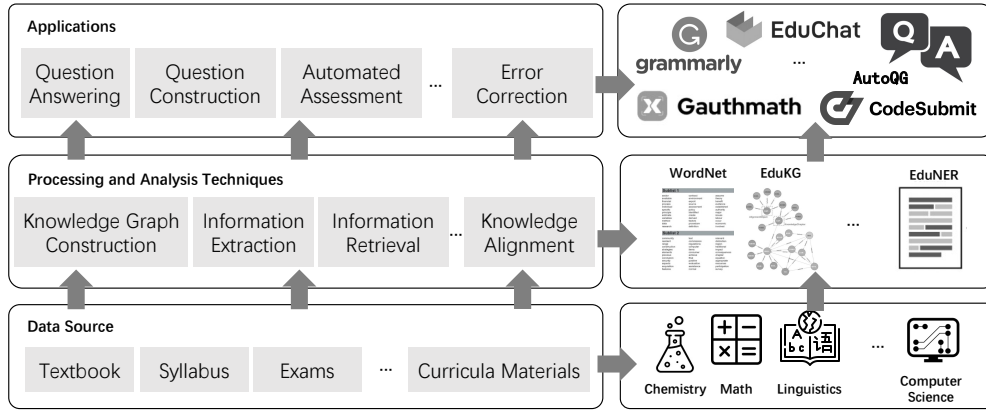 Applications
Question
Answering
Question
Construction
Automated
Assessment
...
Error
Correction
grammarly
EduChat
...
Q
A
AutoQG
Gauthmath
CodeSubmit
Processing and Analysis Techniques
Knowledge Graph
Construction
Information
Extraction
Information
Retrieval
...
Knowledge
Alignment
WordNet
EduKG
...
EduNER
Data Source
Textbook
Syllabus
Exams
...
Curricula Materials
A
bc
语
Chemistry
Math
Linguistics
...
Computer
Science